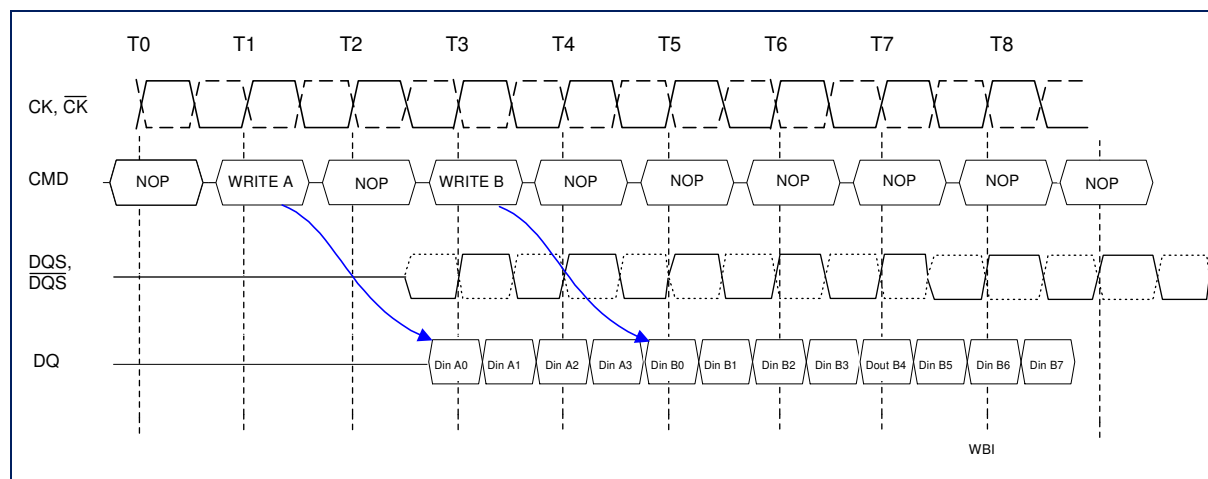 T0 T1 T2 T3 T4 T5 T6 T7 T8
CK, CK
CMD NOP WRITE A NOP WRITE B NOP NOP NOP NOP NOP NOP
DQS,
DQS
DQ Din A0 Din A1 Din A2 Din A3 Din B0 Din B1 Din B2 Din B3 Dout B4 Din B5 Din B6 Din B7
WBI